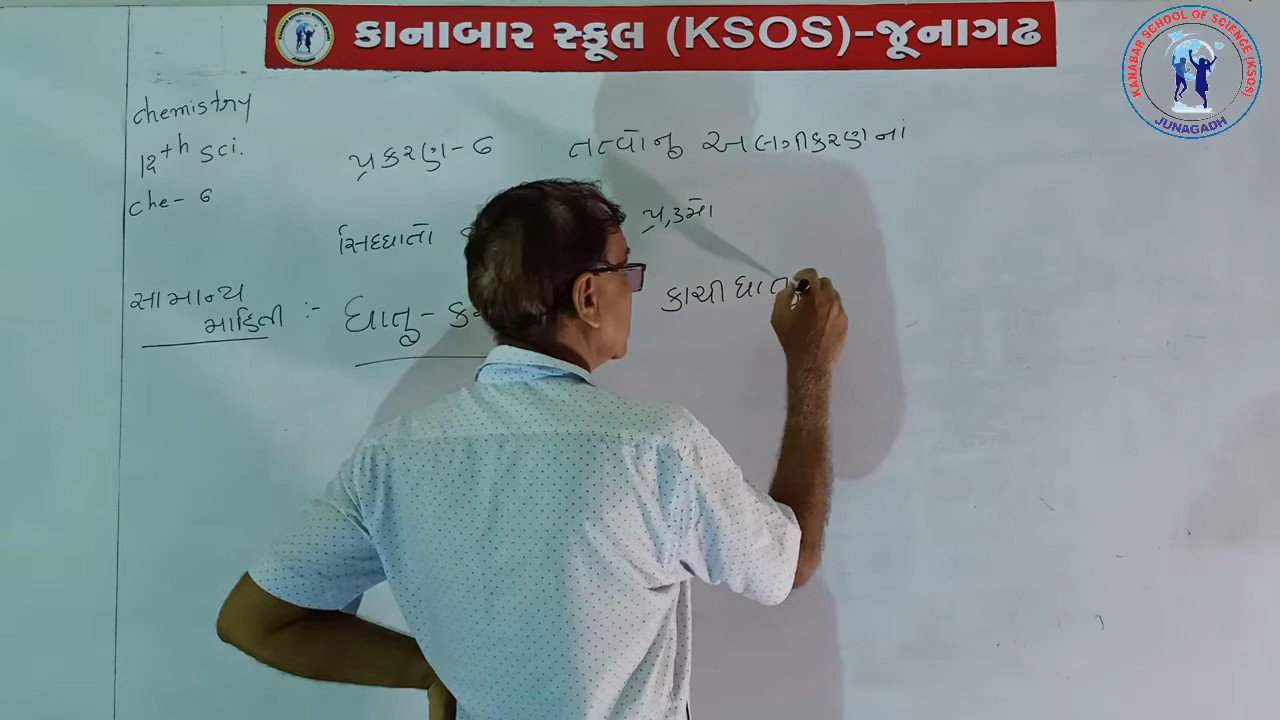 કાનાબાર સ્કૂલ (KSOS)-જૂનાગઢ
KANABAR SCHOOL OF SCIENCE (KSOS)
JUNAGADH
chemistry
12th sci.
che- 6
પ્રકરણ-6 તત્વોનુ અલગીકરણનાં
સિધ્ધાતો
પ્રક્રમો
સામાન્ય
માહિતી :- ધાતુ-
કાચીધાતુ